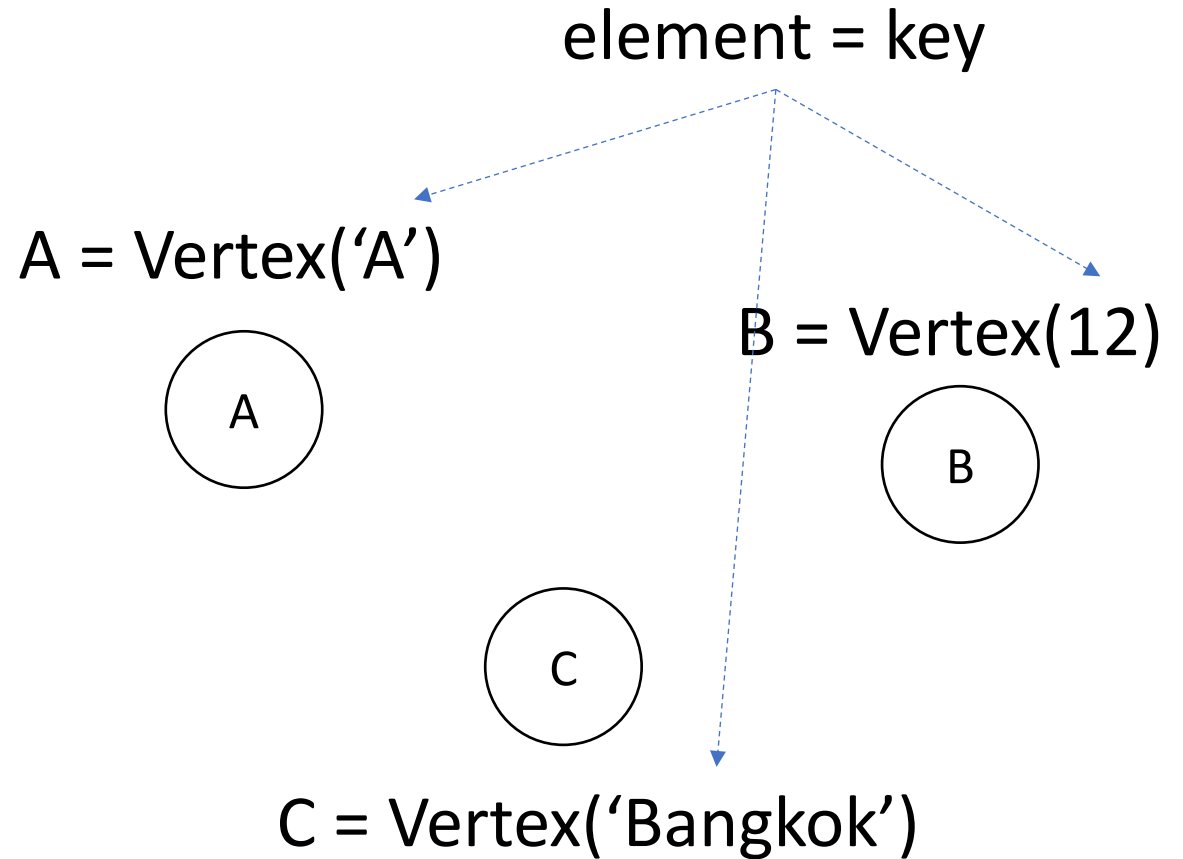 element = key
A = Vertex(‘A’)
B = Vertex(12)
A
B
C
C = Vertex(‘Bangkok’)